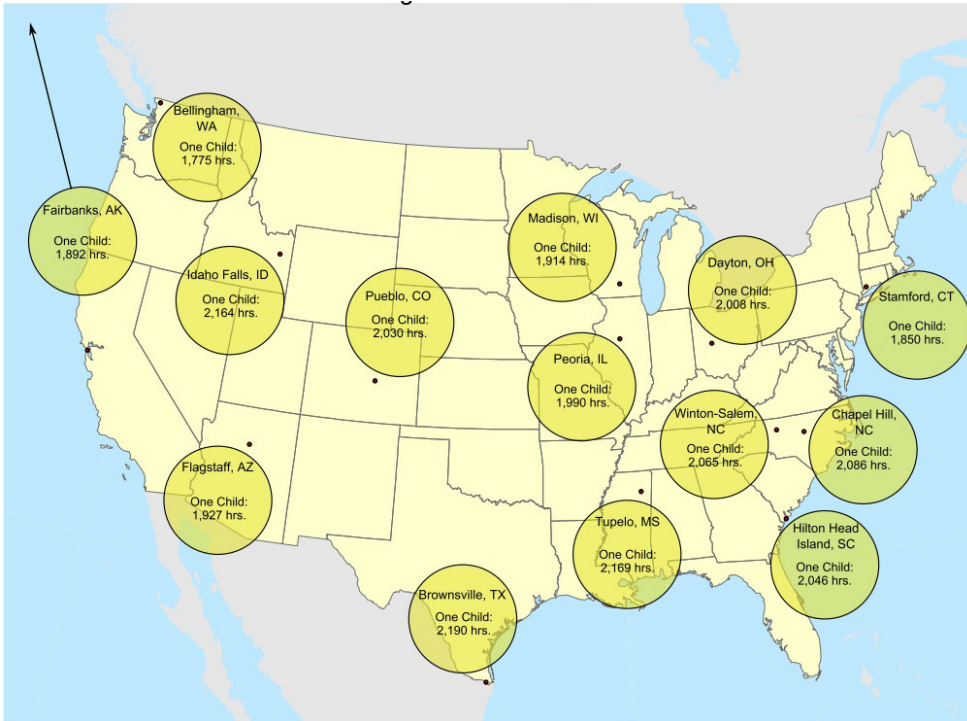 Bellingham,
WA
One Child:
1,775 hrs.
Fairbanks, AK
One Child:
1,892 hrs.
Idaho Falls, ID
One Child:
2,164 hrs.
Pueblo, CO
One Child:
2,030 hrs.
Madison, WI
One Child:
1,914 hrs.
Dayton, OH
One Child:
2,008 hrs.
Stamford, CT
One Child:
1,850 hrs.
Peoria, IL
One Child:
1,990 hrs.
Winton-Salem,
NC
One Child:
2,065 hrs.
Chapel Hill,
NC
One Child:
2,086 hrs.
Flagstaff, AZ
One Child:
1,927 hrs.
Tupelo, MS
One Child:
2,169 hrs.
Hilton Head
Island, SC
One Child:
2,046 hrs.
Brownsville, TX
One Child:
2,190 hrs.